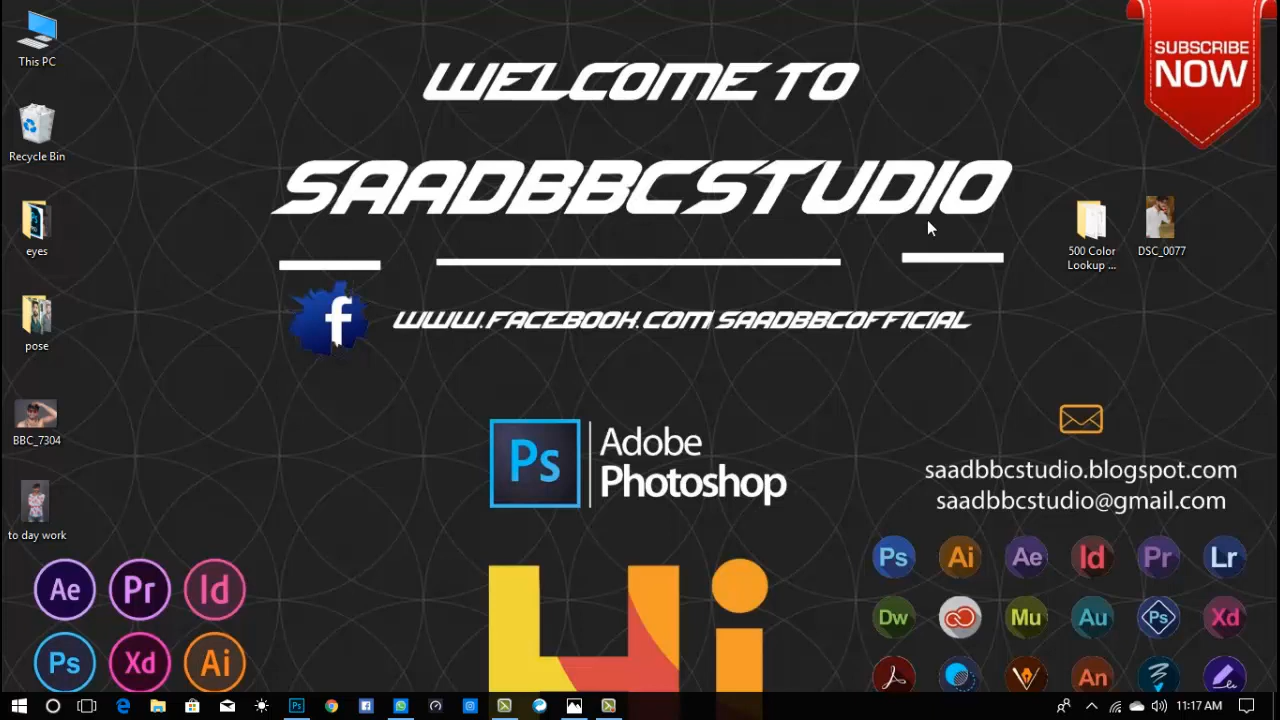 This PC
Recycle Bin
eyes
pose
BBC_7304
to day work
WELCOME TO
SAADBBCSTUDIO
f
WWW.FACEBOOK.COM/SAADBBCOFFICIAL
SUBSCRIBE
NOW
500 Color
Lookup ...
DSC_0077
Ps
Adobe
Photoshop
saadbbcstudio.blogspot.com
saadbbcstudio@gmail.com
Hi
Ae Pr Id
Ps Xd Ai
Ps Ai Ae Id Pr Lr
Dw Mu Au Ps Xd
An
Ps
11:17 AM